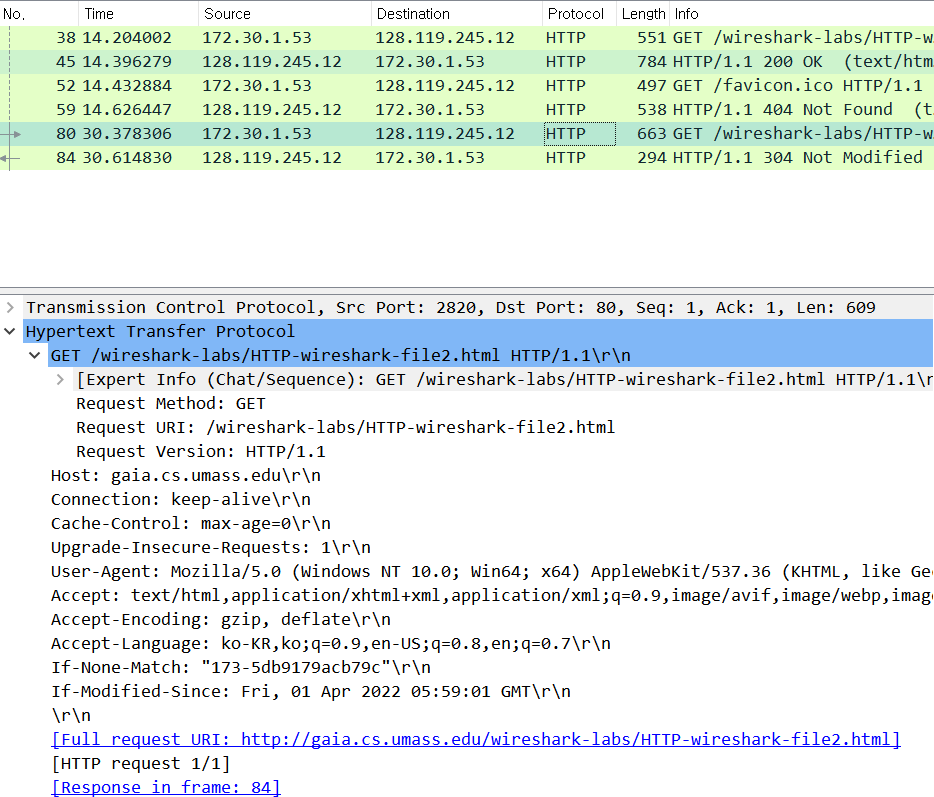 No. Time Source Destination Protocol Length Info
38 14.204002 172.30.1.53 128.119.245.12 HTTP 551 GET /wireshark-labs/HTTP-w
45 14.396279 128.119.245.12 172.30.1.53 HTTP 784 HTTP/1.1 200 OK (text/htm
52 14.432884 172.30.1.53 128.119.245.12 HTTP 497 GET /favicon.ico HTTP/1.1
59 14.626447 128.119.245.12 172.30.1.53 HTTP 538 HTTP/1.1 404 Not Found (t
80 30.378306 172.30.1.53 128.119.245.12 HTTP 663 GET /wireshark-labs/HTTP-w
84 30.614830 128.119.245.12 172.30.1.53 HTTP 294 HTTP/1.1 304 Not Modified
Transmission Control Protocol, Src Port: 2820, Dst Port: 80, Seq: 1, Ack: 1, Len: 609
Hypertext Transfer Protocol
GET /wireshark-labs/HTTP-wireshark-file2.html HTTP/1.1\r\n
[Expert Info (Chat/Sequence): GET /wireshark-labs/HTTP-wireshark-file2.html HTTP/1.1\r
Request Method: GET
Request URI: /wireshark-labs/HTTP-wireshark-file2.html
Request Version: HTTP/1.1
Host: gaia.cs.umass.edu\r\n
Connection: keep-alive\r\n
Cache-Control: max-age=0\r\n
Upgrade-Insecure-Requests: 1\r\n
User-Agent: Mozilla/5.0 (Windows NT 10.0; Win64; x64) AppleWebKit/537.36 (KHTML, like Ge
Accept: text/html,application/xhtml+xml,application/xml;q=0.9,image/avif,image/webp,imag
Accept-Encoding: gzip, deflate\r\n
Accept-Language: ko-KR,ko;q=0.9,en-US;q=0.8,en;q=0.7\r\n
If-None-Match: "173-5db9179acb79c"\r\n
If-Modified-Since: Fri, 01 Apr 2022 05:59:01 GMT\r\n
\r\n
[Full request URI: http://gaia.cs.umass.edu/wireshark-labs/HTTP-wireshark-file2.html]
[HTTP request 1/1]
[Response in frame: 84]